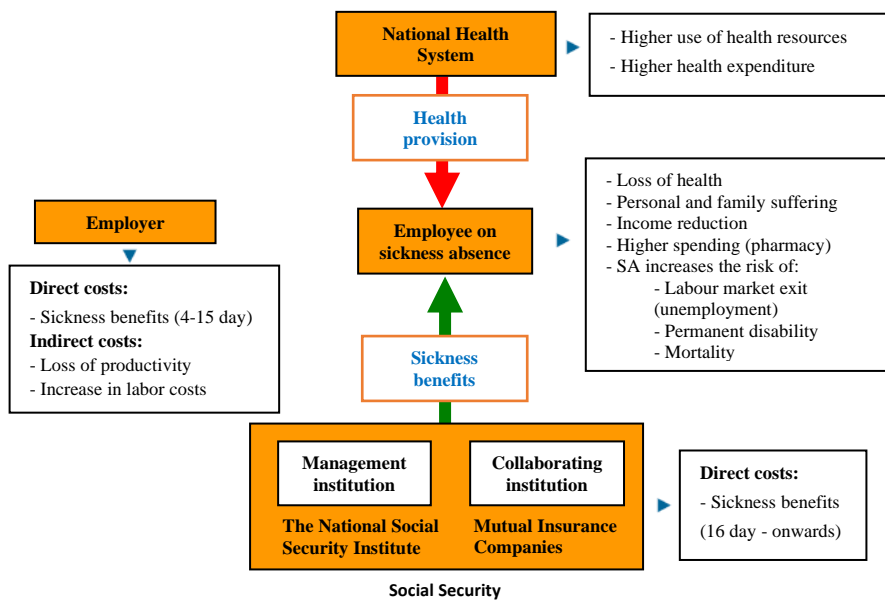 National Health
System
- Higher use of health resources
- Higher health expenditure
Health
provision
Employer
Employee on
sickness absence
- Loss of health
- Personal and family suffering
- Income reduction
- Higher spending (pharmacy)
- SA increases the risk of:
- Labour market exit
(unemployment)
- Permanent disability
- Mortality
Direct costs:
- Sickness benefits (4-15 day)
Indirect costs:
- Loss of productivity
- Increase in labor costs
Sickness
benefits
Management
institution
Collaborating
institution
The National Social
Security Institute
Mutual Insurance
Companies
Direct costs:
- Sickness benefits
(16 day - onwards)
Social Security